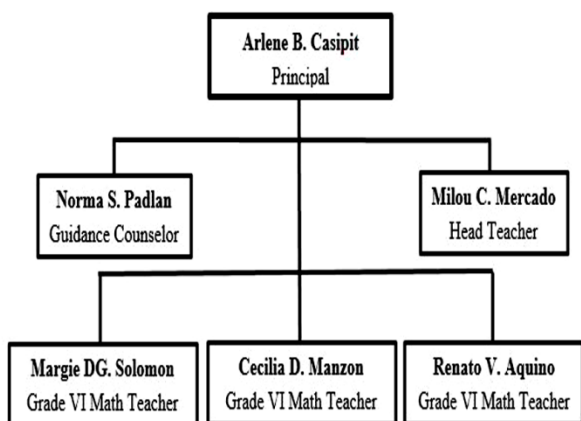 Arlene B. Casipit
Principal
Norma S. Padlan
Guidance Counselor
Milou C. Mercado
Head Teacher
Margie DG. Solomon
Grade VI Math Teacher
Cecilia D. Manzon
Grade VI Math Teacher
Renato V. Aquino
Grade VI Math Teacher